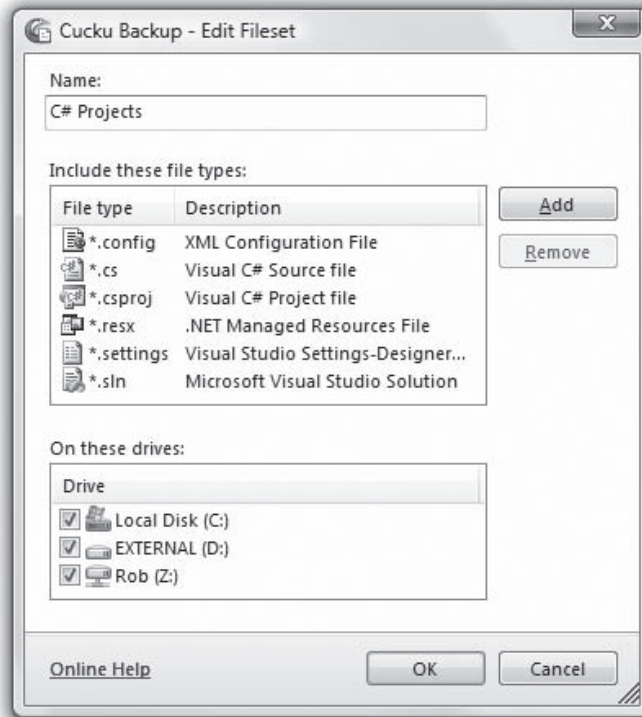 Cucku Backup - Edit Fileset
Name:
C# Projects
Include these file types:
File type Description
*.config XML Configuration File
*.cs Visual C# Source file
*.csproj Visual C# Project file
*.resx .NET Managed Resources File
*.settings Visual Studio Settings-Designer...
*.sln Microsoft Visual Studio Solution
Add
Remove
On these drives:
Drive
Local Disk (C:)
EXTERNAL (D:)
Rob (Z:)
Online Help
OK
Cancel